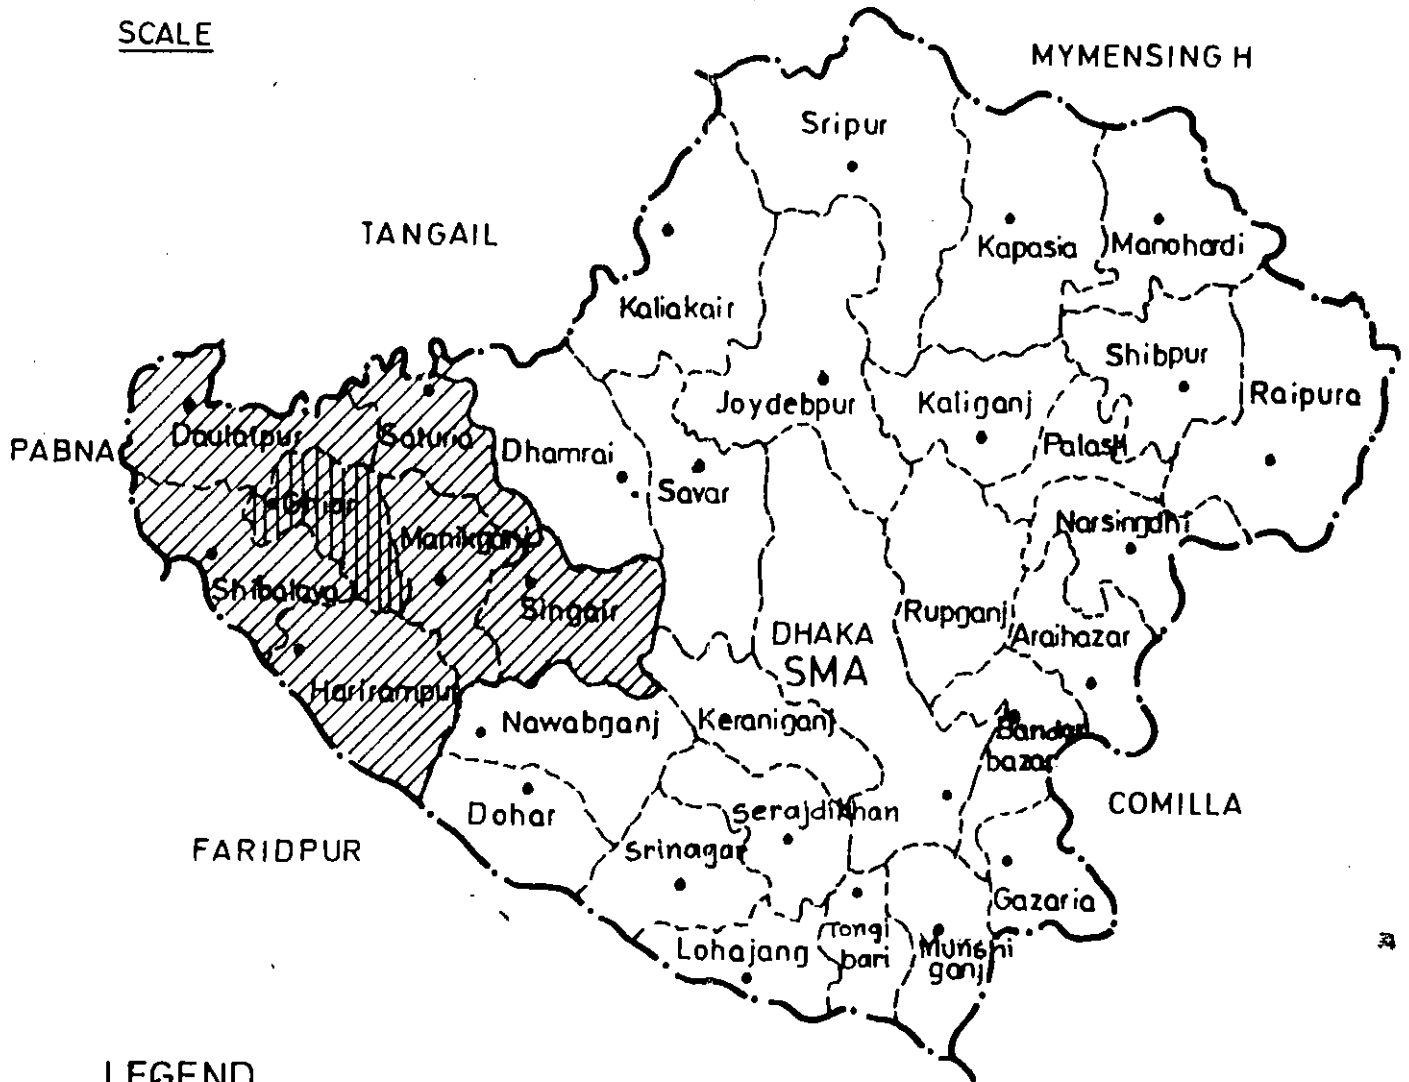 SCALE
MYMENSINGH
Sripur
TANGAIL
Kapasia
Manohardi
Kaliakair
Shibpur
Raipura
Joydebpur
Kaliganj
PABNA
Daulatpur
Saturia
Dhamrai
Palash
Savar
Ghior
Narsingdhi
Manikganj
Shibalaya
Singair
Rupganj
Araihazar
DHAKA
SMA
Harirampur
Nawabganj
Keraniganj
Bandar
bazar
COMILLA
Dohar
Serajdikhan
FARIDPUR
Srinagar
Gazaria
Lohajang
Tongi
bari
Munshi
ganj
LEGEND